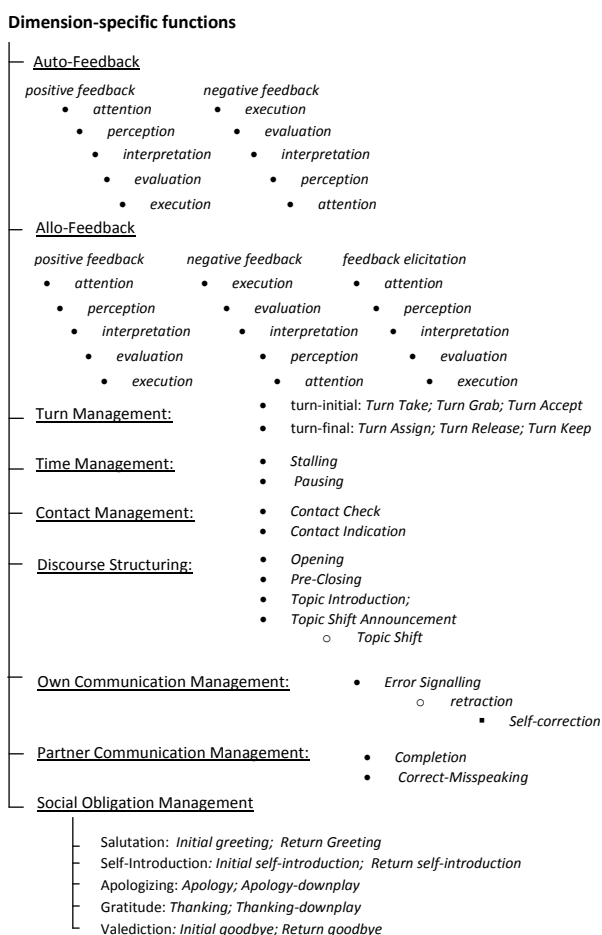 Dimension-specific functions
Auto-Feedback
positive feedback negative feedback
• attention • execution
• perception • evaluation
• interpretation • interpretation
• evaluation • perception
• execution • attention
Allo-Feedback
positive feedback negative feedback feedback elicitation
• attention • execution • attention
• perception • evaluation • perception
• interpretation • interpretation • interpretation
• evaluation • perception • evaluation
• execution • attention • execution
Turn Management:
• turn-initial: Turn Take; Turn Grab; Turn Accept
• turn-final: Turn Assign; Turn Release; Turn Keep
Time Management:
• Stalling
• Pausing
Contact Management:
• Contact Check
• Contact Indication
Discourse Structuring:
• Opening
• Pre-Closing
• Topic Introduction;
• Topic Shift Announcement
○ Topic Shift
Own Communication Management:
• Error Signalling
○ retraction
▪ Self-correction
Partner Communication Management:
• Completion
• Correct-Misspeaking
Social Obligation Management
Salutation: Initial greeting; Return Greeting
Self-Introduction: Initial self-introduction; Return self-introduction
Apologizing: Apology; Apology-downplay
Gratitude: Thanking; Thanking-downplay
Valediction: Initial goodbye; Return goodbye